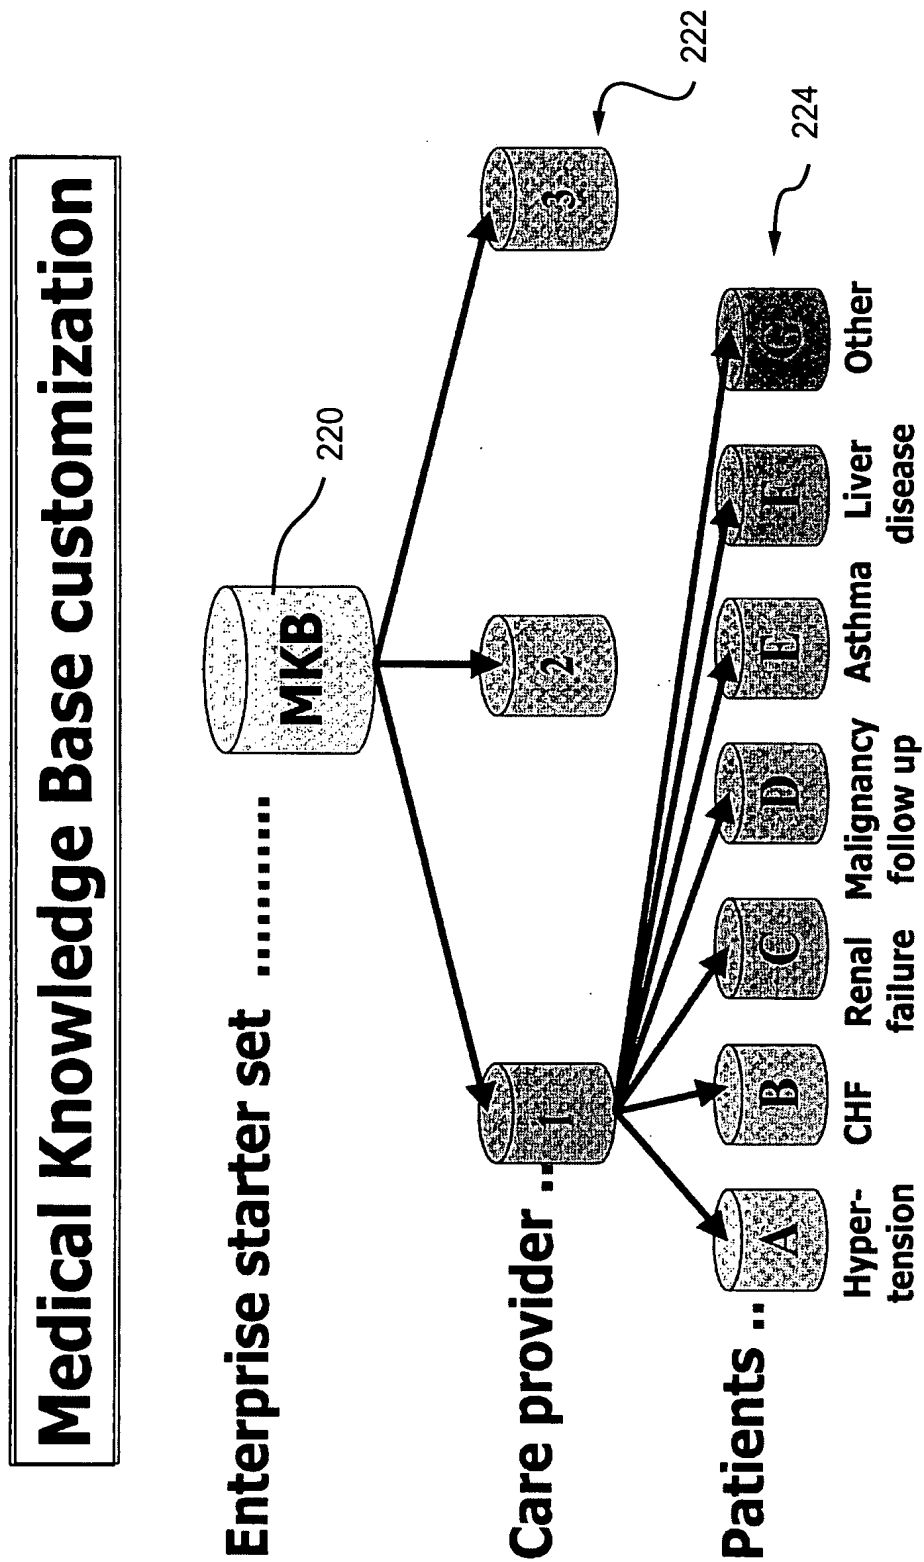 Medical Knowledge Base customization
Enterprise starter set ..........
MKB
220
Care provider ..
1
2
3
222
Patients ..
A
B
C
D
E
F
G
224
Hyper-
tension
CHF
Renal
failure
Malignancy
follow up
Asthma
Liver
disease
Other